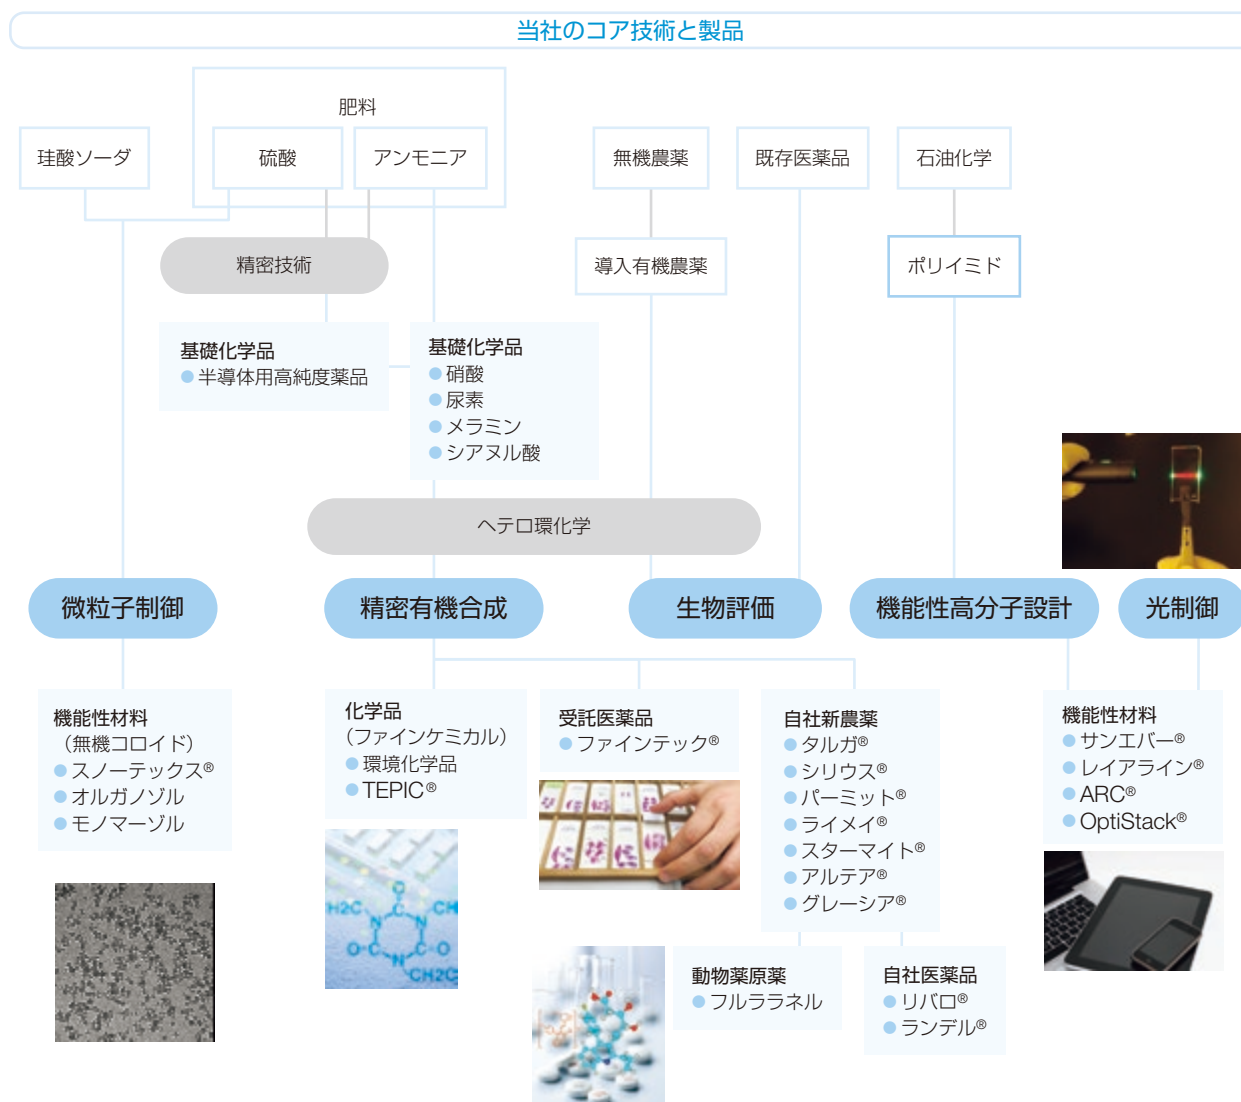 当社のコア技術と製品
肥料
珪酸ソーダ
硫酸
アンモニア
無機農薬
既存医薬品
石油化学
精密技術
導入有機農薬
ポリイミド
基礎化学品
●半導体用高純度薬品
基礎化学品
●硝酸
●尿素
●メラミン
●シアヌル酸
ヘテロ環化学
微粒子制御
精密有機合成
生物評価
機能性高分子設計
光制御
機能性材料
（無機コロイド）
●スノーテックス®
●オルガノゾル
●モノマーゾル
化学品
（ファインケミカル）
●環境化学品
●TEPIC®
受託医薬品
●ファインテック®
自社新農薬
●タルガ®
●シリウス®
●パーミット®
●ライメイ®
●スターマイト®
●アルテア®
●グレーシア®
機能性材料
●サンエバー®
●レイアライン®
●ARC®
●OptiStack®
動物薬原薬
●フルララネル
自社医薬品
●リバロ®
●ランデル®
O
H2C
C
CH
N
N
O
C
C
O
N
CH2C